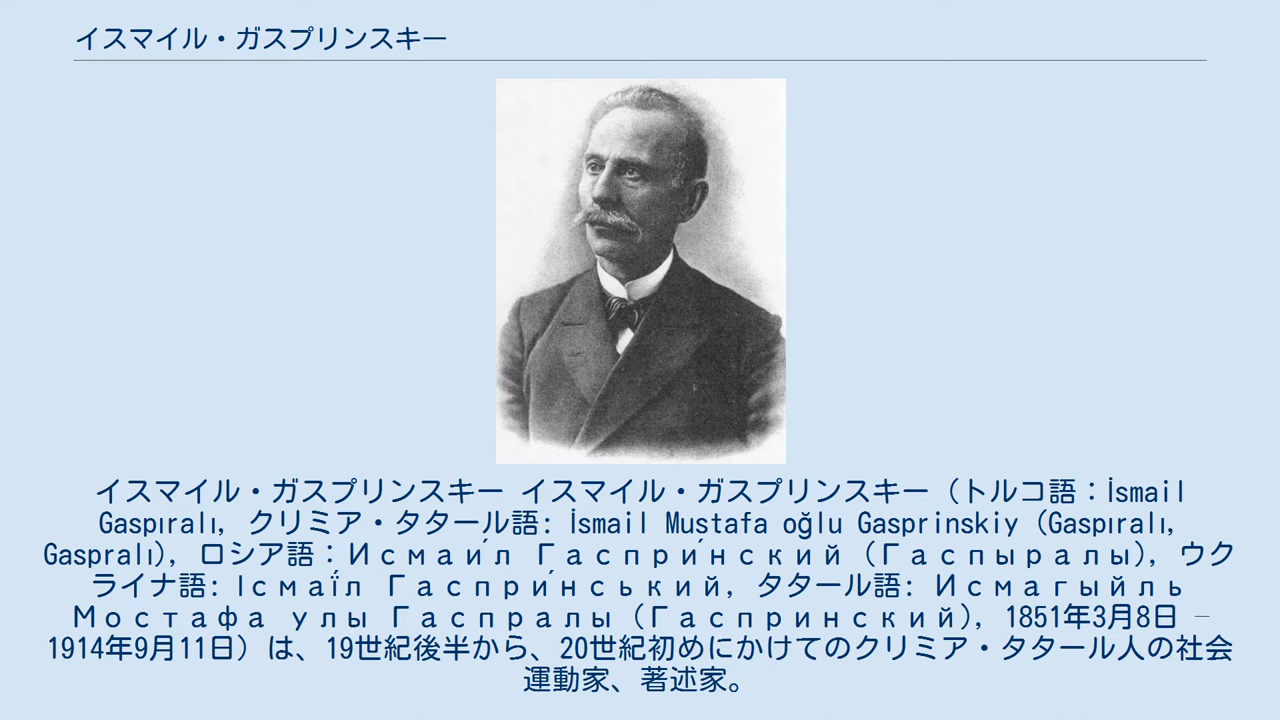 イスマイル・ガスプリンスキー
イスマイル・ガスプリンスキー イスマイル・ガスプリンスキー（トルコ語：İsmail
Gaspıralı, クリミア・タタール語: İsmail Mustafa oğlu Gasprinskiy (Gaspıralı,
Gaspralı), ロシア語：Исмаи́л Гаспри́нский (Гаспыралы), ウク
ライナ語: Ісмаї́л Гаспри́нський, タタール語: Исмагыйль
Мостафа улы Гаспралы (Гаспринский), 1851年3月8日 –
1914年9月11日）は、19世紀後半から、20世紀初めにかけてのクリミア・タタール人の社会
運動家、著述家。